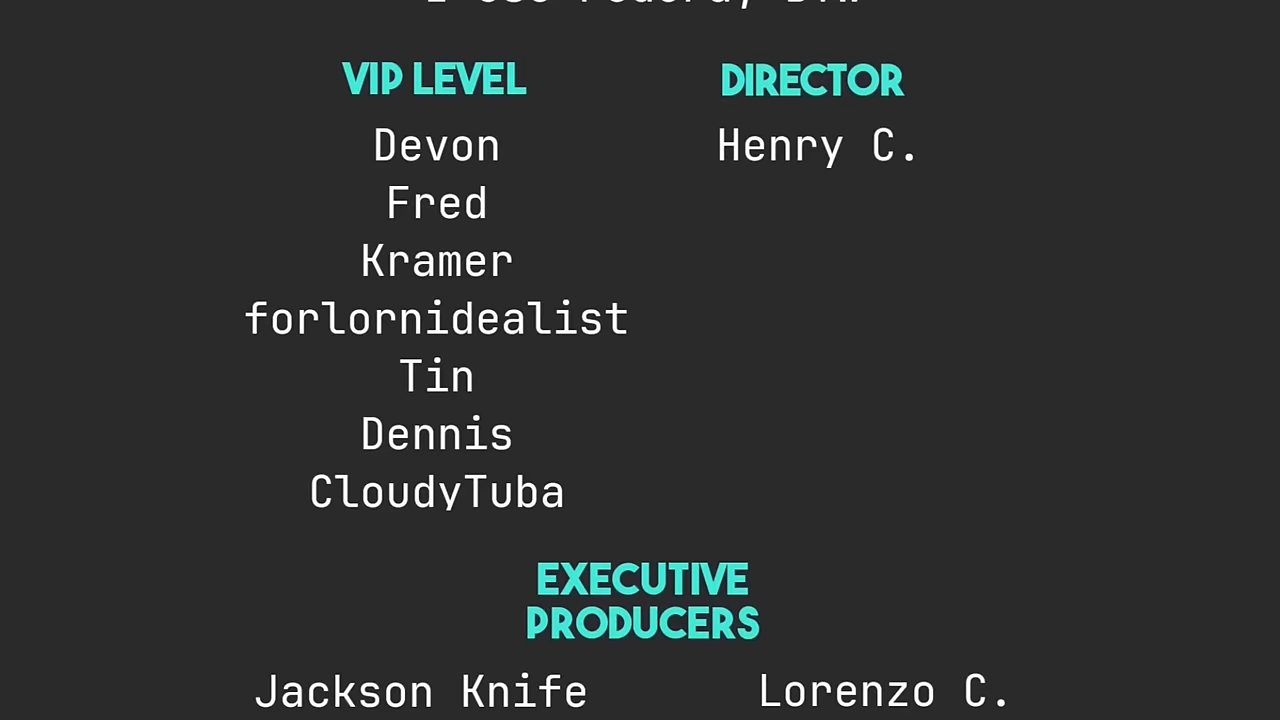 VIP LEVEL
Devon
Fred
Kramer
forlornidealist
Tin
Dennis
CloudyTuba
DIRECTOR
Henry C.
EXECUTIVE
PRODUCERS
Jackson Knife
Lorenzo C.